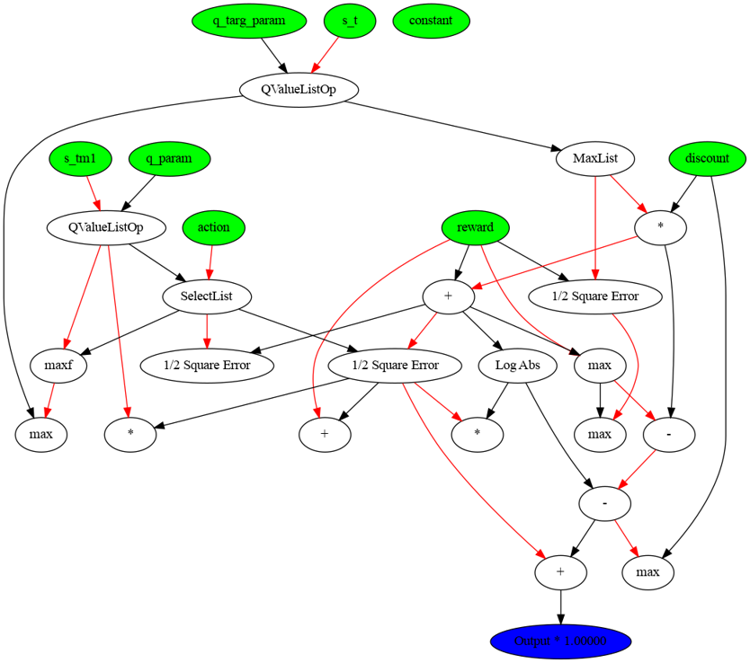 q_targ_param
s_t
constant
QValueListOp
s_tm1
q_param
MaxList
discount
QValueListOp
action
reward
*
SelectList
+
1/2 Square Error
maxf
1/2 Square Error
1/2 Square Error
Log Abs
max
max
*
+
*
max
-
-
+
max
Output * 1.00000